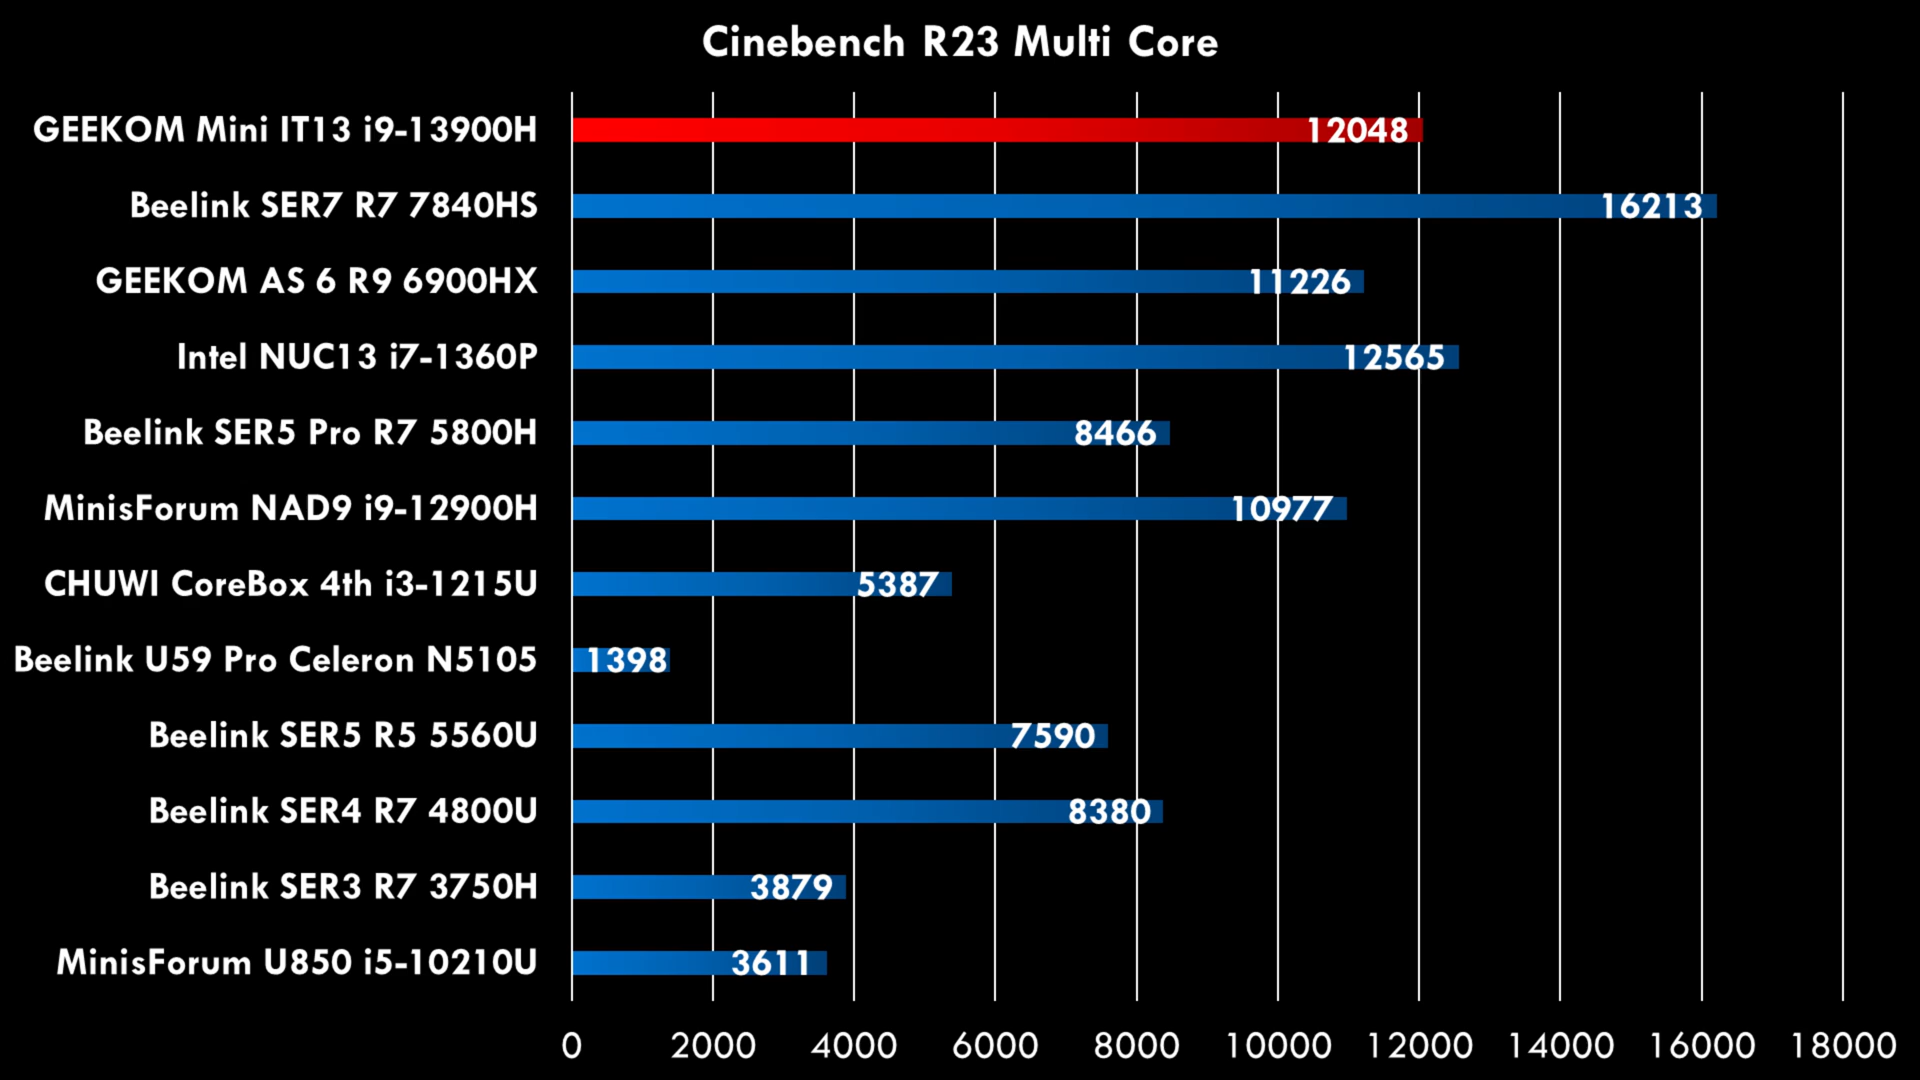 Cinebench R23 Multi Core
GEEKOM Mini IT13 i9-13900H 12048
Beelink SER7 R7 7840HS 16213
GEEKOM AS 6 R9 6900HX 11226
Intel NUC13 i7-1360P 12565
Beelink SER5 Pro R7 5800H 8466
MinisForum NAD9 i9-12900H 10977
CHUWI CoreBox 4th i3-1215U 5387
Beelink U59 Pro Celeron N5105 1398
Beelink SER5 R5 5560U 7590
Beelink SER4 R7 4800U 8380
Beelink SER3 R7 3750H 3879
MinisForum U850 i5-10210U 3611
0 2000 4000 6000 8000 10000 12000 14000 16000 18000